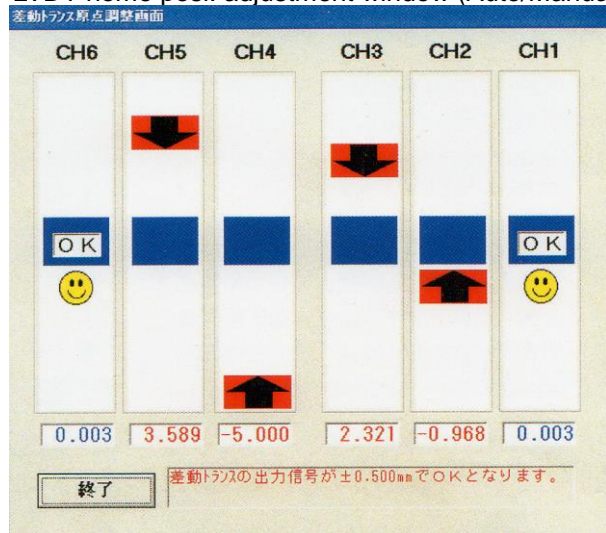 差動トランス原点調整画面
CH6 CH5 CH4 CH3 CH2 CH1
OK OK
0.003 3.589 -5.000 2.321 -0.968 0.003
終了
差動トランスの出力信号が±0.500mmでOKとなります。